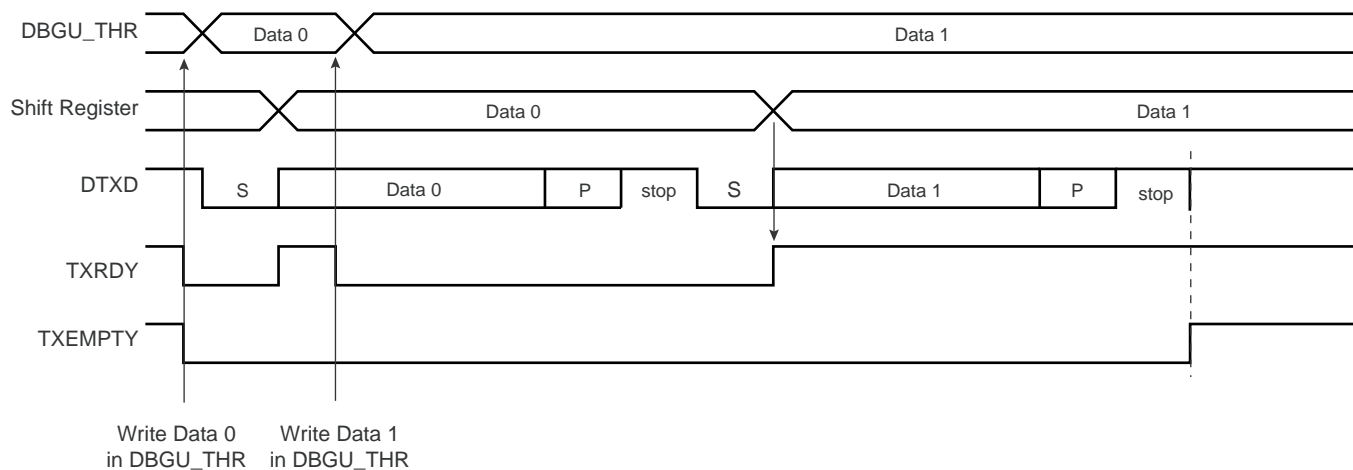 DBGU_THR Data 0 Data 1
Shift Register Data 0 Data 1
DTXD S Data 0 P stop S Data 1 P stop
TXRDY
TXEMPTY
Write Data 0 Write Data 1
in DBGU_THR in DBGU_THR